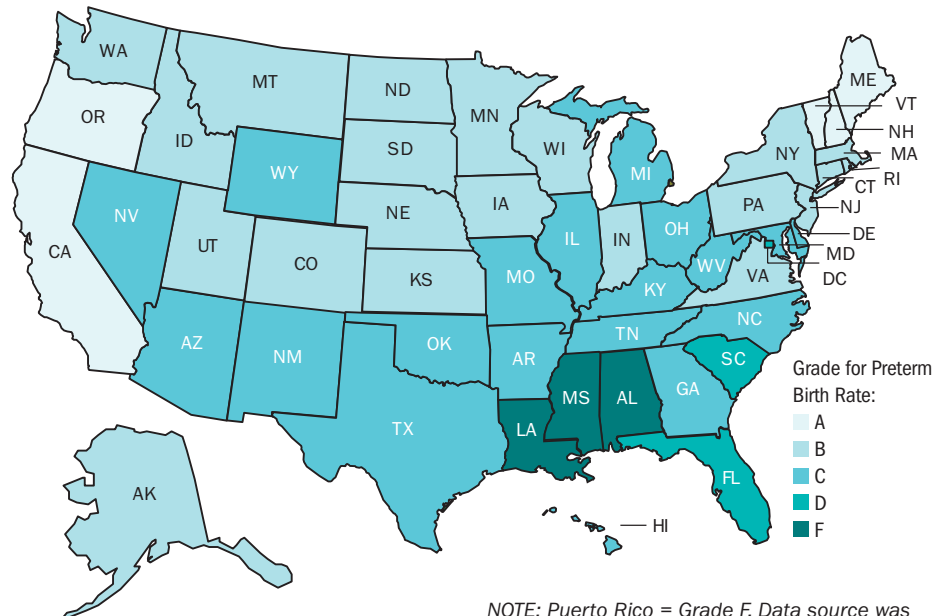 WA
MT
ND
MN
ME
VT
OR
ID
SD
WI
NH
NY
MA
WY
MI
RI
CT
NE
IA
PA
NJ
NV
UT
IL
IN
OH
DE
CA
CO
KS
MO
WV
VA
MD
KY
DC
AZ
NM
OK
AR
TN
NC
SC
MS
AL
GA
TX
LA
FL
AK
HI
Grade for Preterm
Birth Rate:
A
B
C
D
F
NOTE: Puerto Rico = Grade F. Data source was